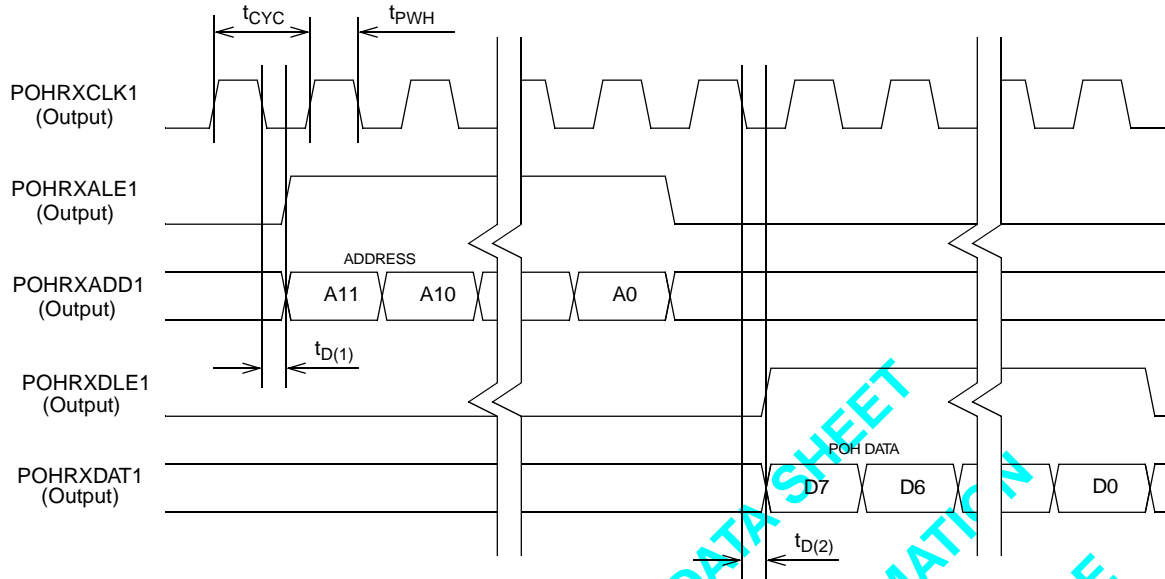 tCYC
tPWH
POHRXCLK1
(Output)
POHRXALE1
(Output)
ADDRESS
POHRXADD1
(Output)
A11
A10
A0
tD(1)
POHRXDLE1
(Output)
POH DATA
POHRXDAT1
(Output)
D7
D6
D0
tD(2)
DATA SHEET